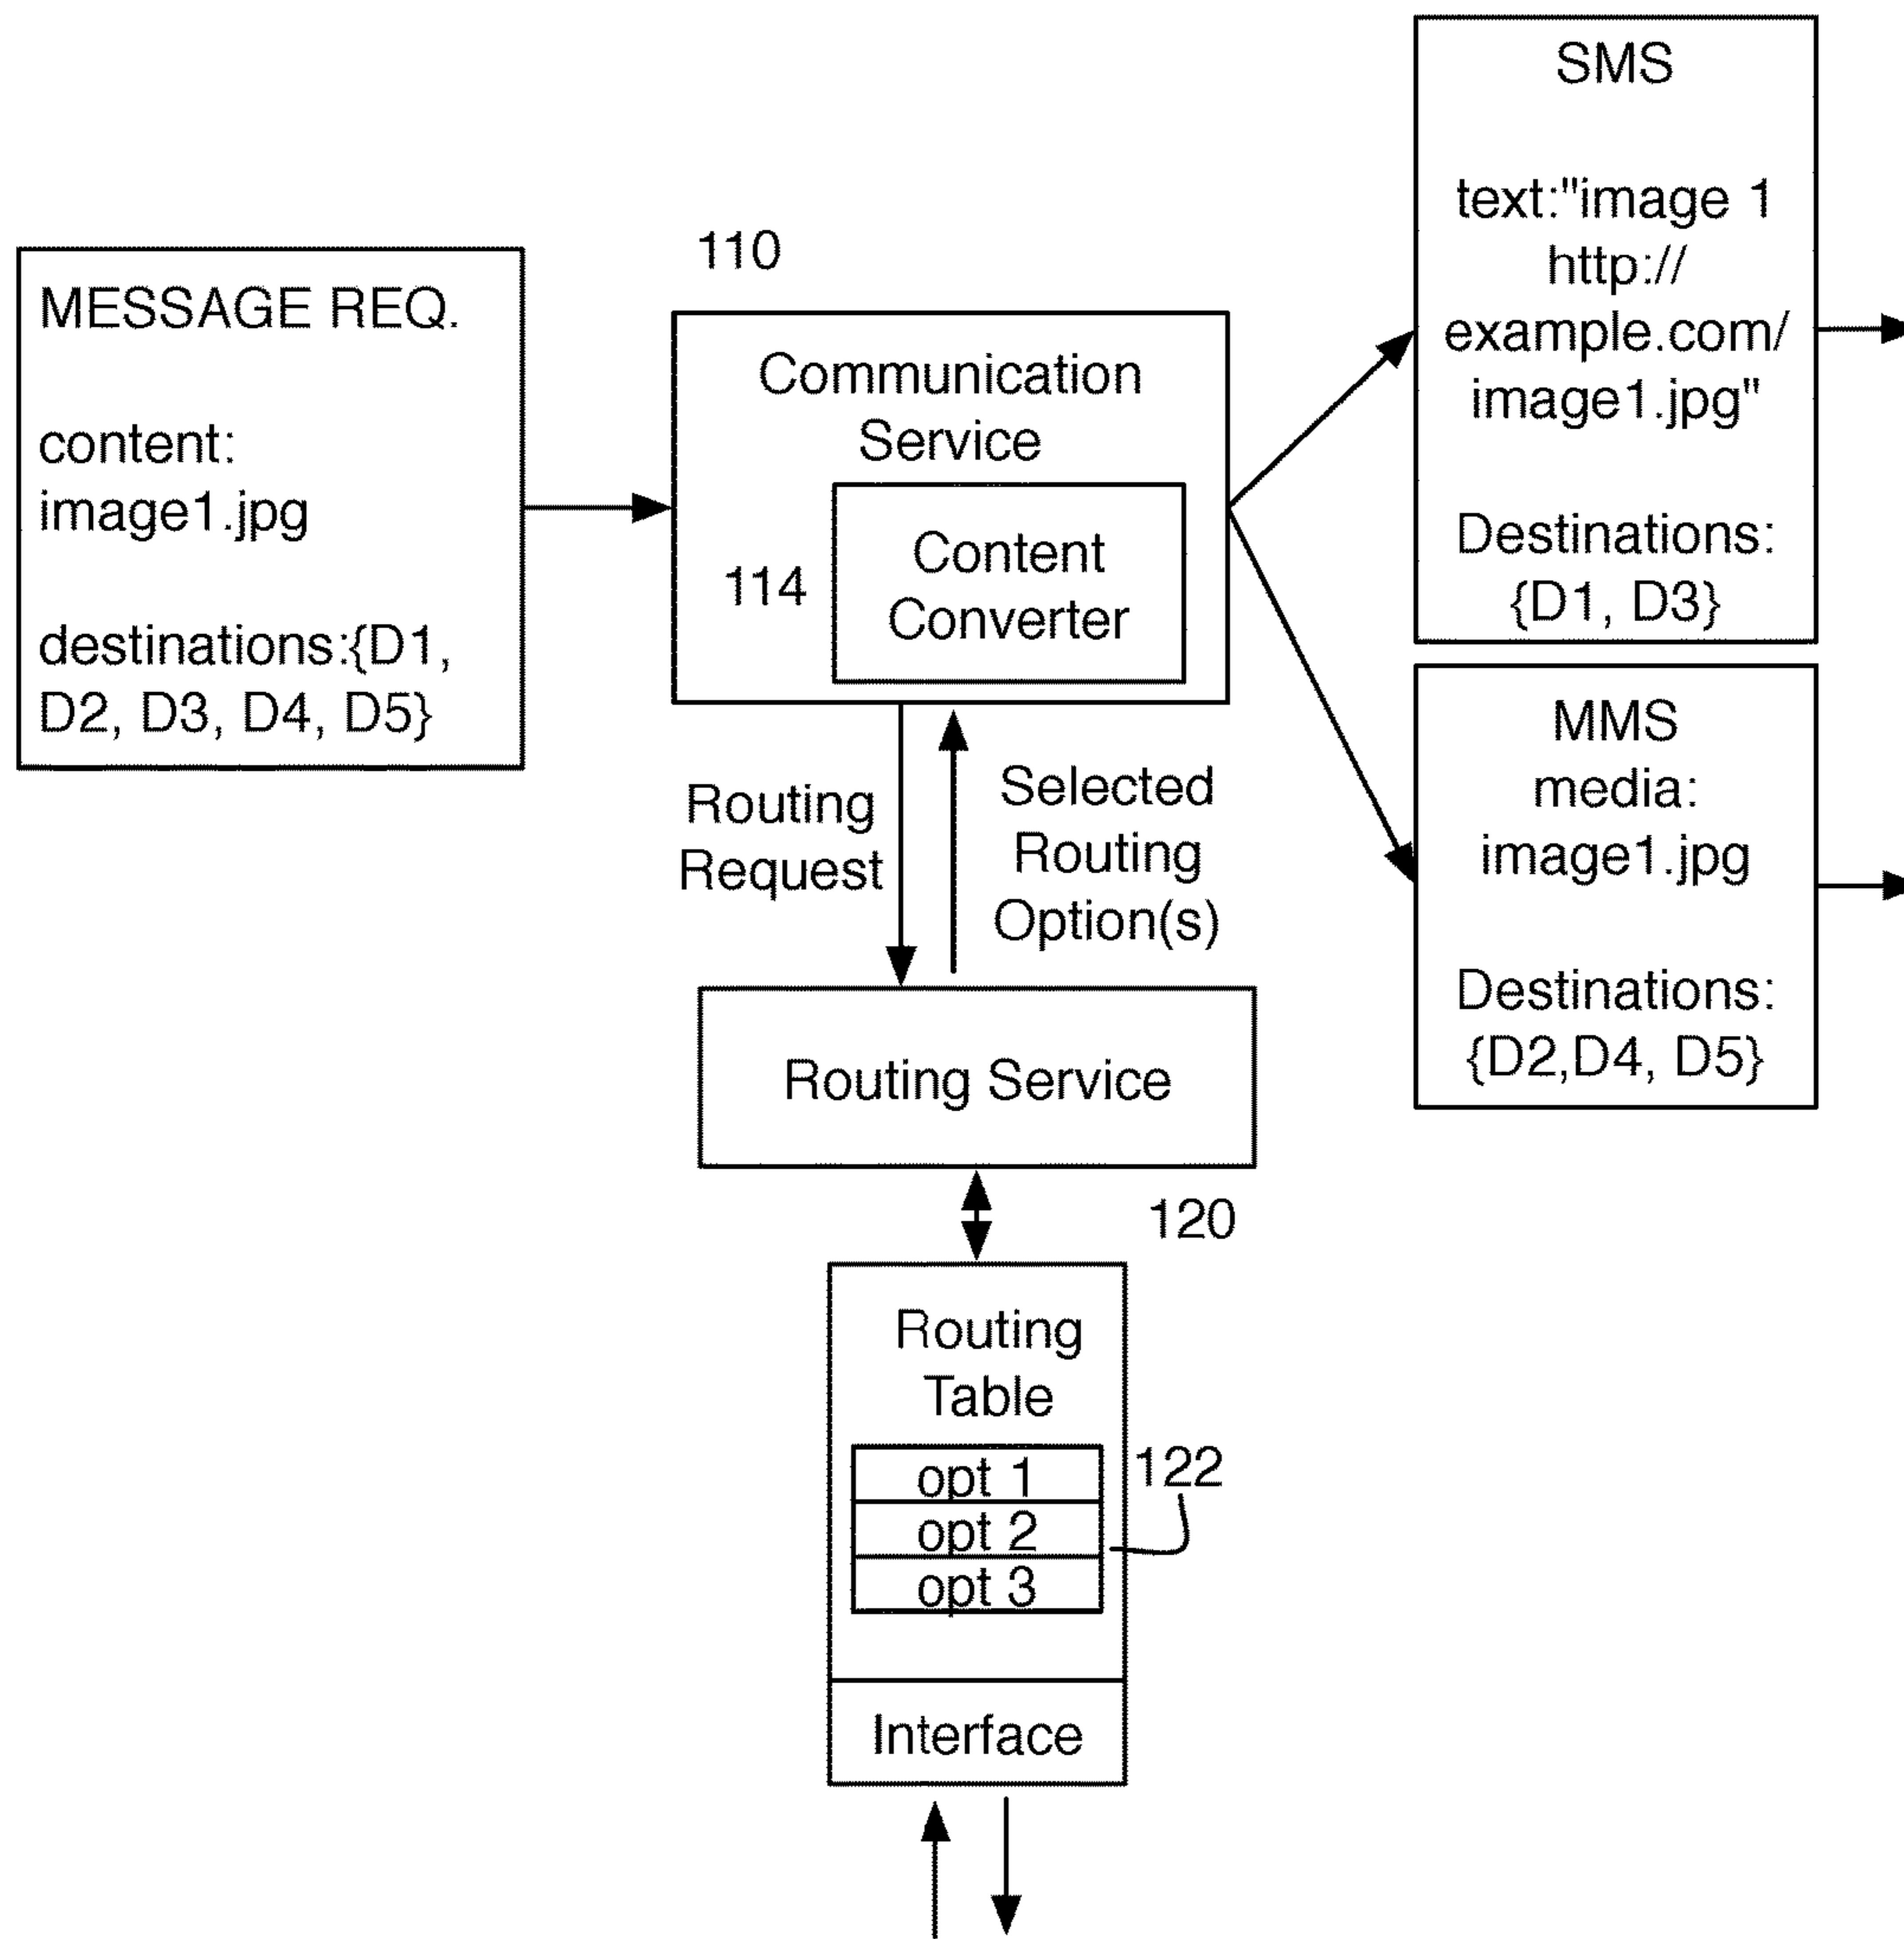 MESSAGE REQ.
content:
image1.jpg
destinations:{D1,
D2, D3, D4, D5}
110
Communication
Service
114
Content
Converter
SMS
text:"image 1
http://
example.com/
image1.jpg"
Destinations:
{D1, D3}
MMS
media:
image1.jpg
Destinations:
{D2,D4, D5}
Routing
Request
Selected
Routing
Option(s)
Routing Service
120
Routing
Table
opt 1
opt 2
opt 3
122
Interface